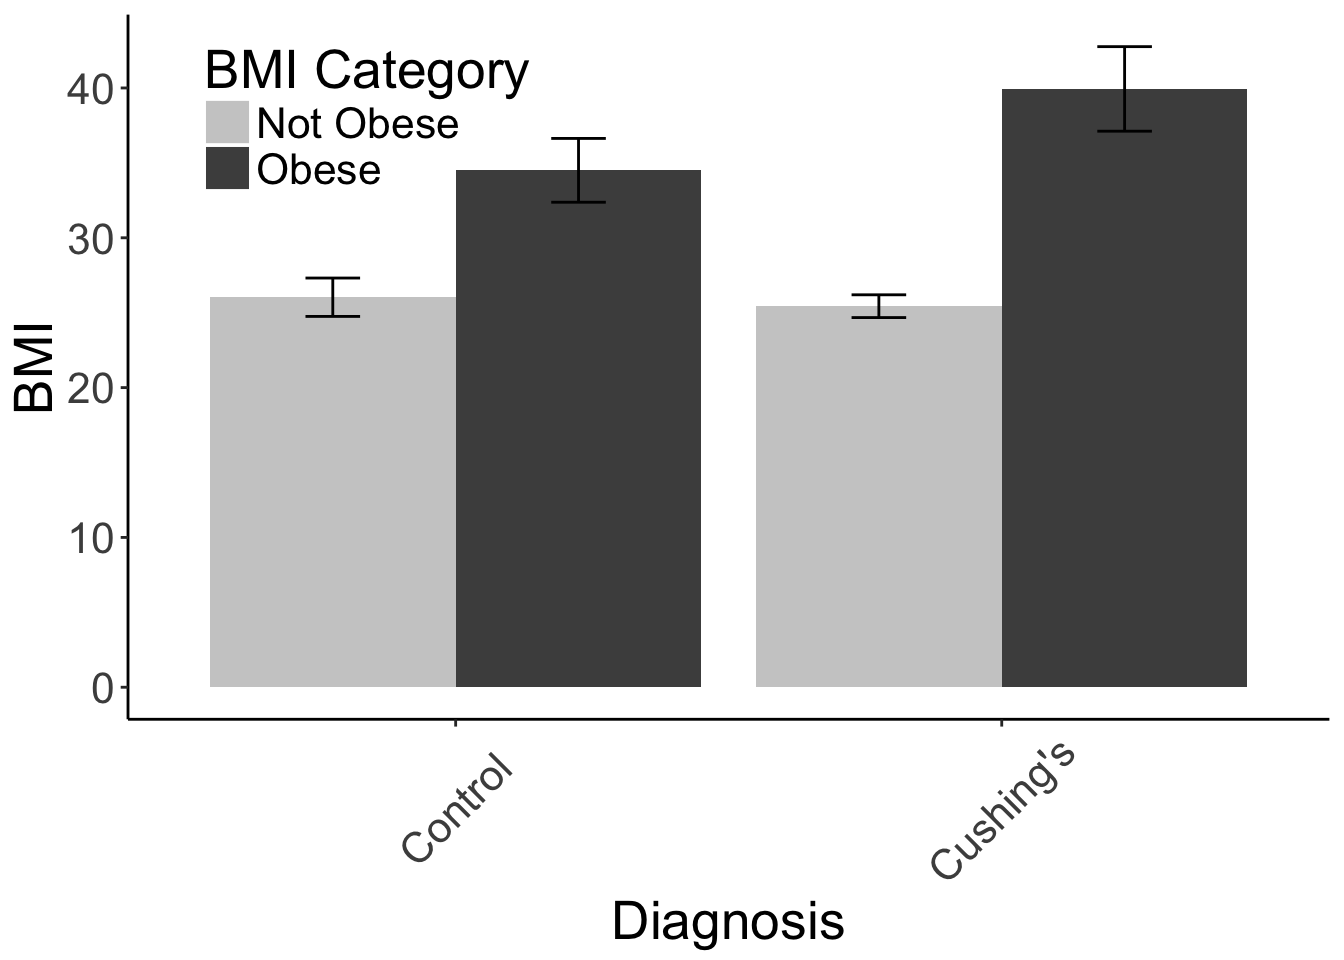 BMI Category
Not Obese
Obese
BMI
40
30
20
10
0
Control
Cushing's
Diagnosis